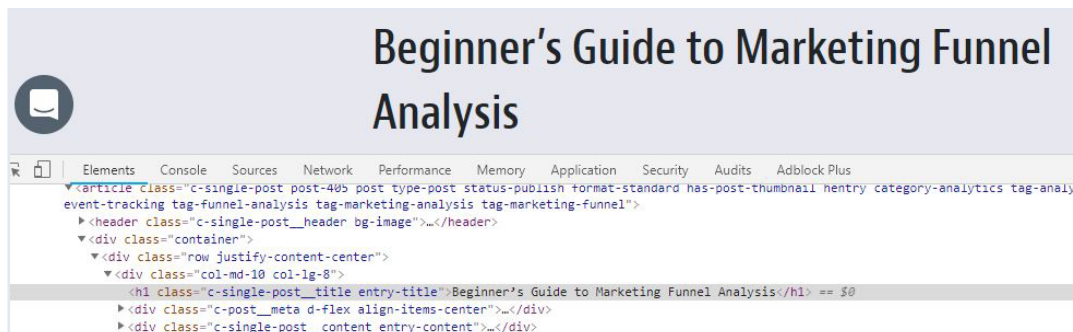 Beginner’s Guide to Marketing Funnel
Analysis
Elements Console Sources Network Performance Memory Application Security Audits Adblock Plus
▼<article class="c-single-post post-405 post type-post status-publish format-standard has-post-thumbnail hentry category-analytics tag-analy
event-tracking tag-funnel-analysis tag-marketing-analysis tag-marketing-funnel">
▶<header class="c-single-post__header bg-image">…</header>
▼<div class="container">
▼<div class="row justify-content-center">
▼<div class="col-md-10 col-lg-8">
<h1 class="c-single-post__title entry-title">Beginner’s Guide to Marketing Funnel Analysis</h1> == $0
▶<div class="c-post__meta d-flex align-items-center">…</div>
▶<div class="c-single-post__content entry-content">…</div>